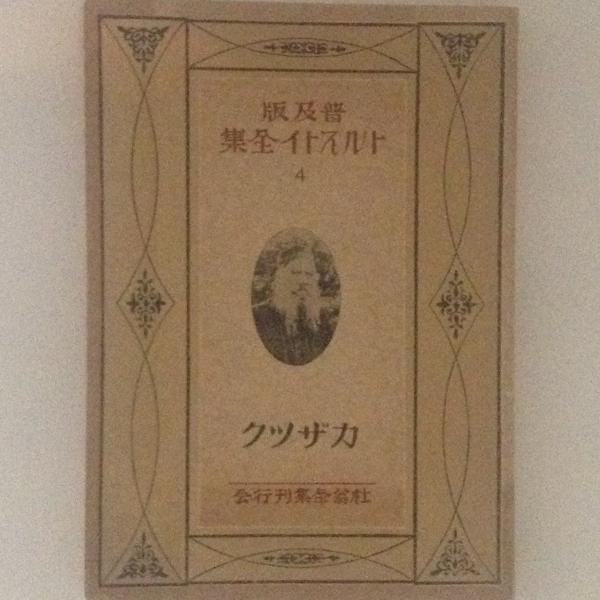 普及版
トルストイ全集
4
カザツク
杜翁全集刊行会